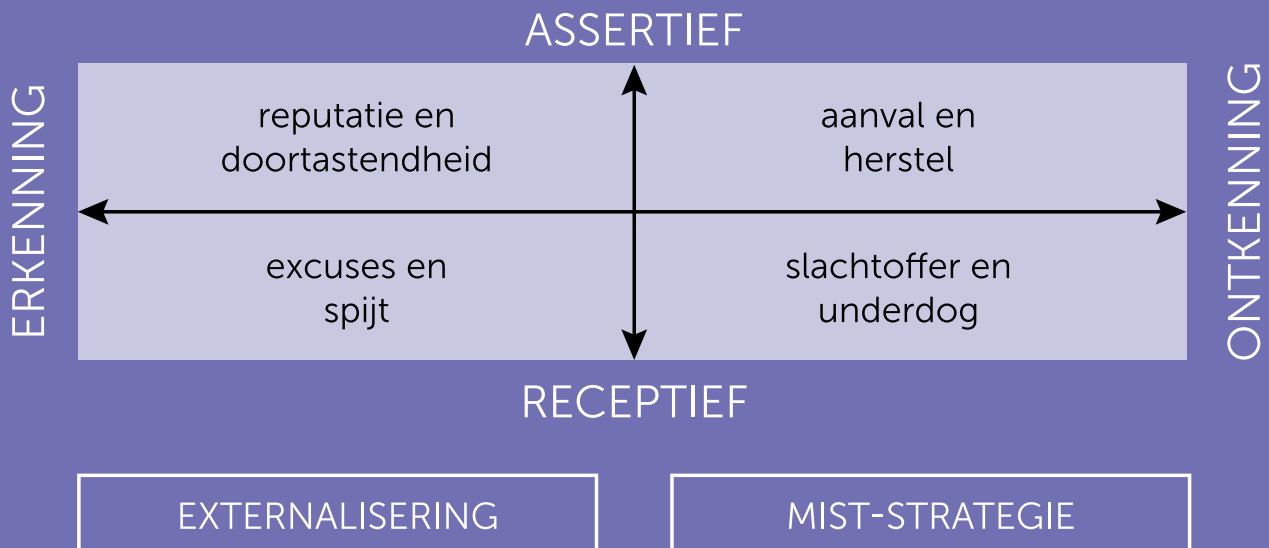 ASSERTIEF
ERKENNING
reputatie en
doortastendheid
aanval en
herstel
ONTKENNING
excuses en
spijt
slachtoffer en
underdog
RECEPTIEF
EXTERNALISERING
MIST-STRATEGIE